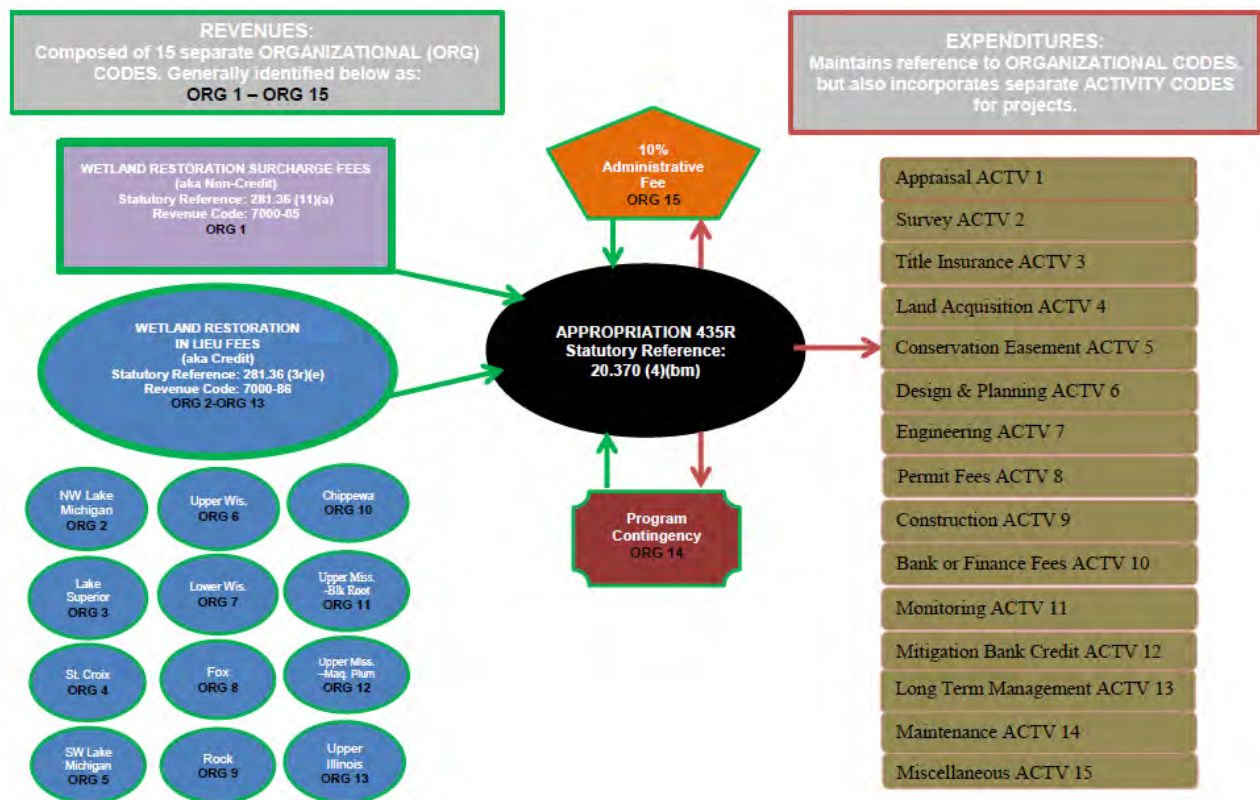 REVENUES:
Composed of 15 separate ORGANIZATIONAL (ORG)
CODES. Generally identified below as:
ORG 1 – ORG 15
EXPENDITURES:
Maintains reference to ORGANIZATIONAL CODES.
but also incorporates separate ACTIVITY CODES
for projects.
WETLAND RESTORATION SURCHARGE FEES
(aka Non-Credit)
Statutory Reference: 281.36 (11)(a)
Revenue Code: 7000-05
ORG 1
WETLAND RESTORATION
IN LIEU FEES
(aka Credit)
Statutory Reference: 281.36 (3r)(e)
Revenue Code: 7000-86
ORG 2-ORG 13
NW Lake
Michigan
ORG 2
Upper Wis.
ORG 6
Chippewa
ORG 10
Lake
Superior
ORG 3
Lower Wis.
ORG 7
Upper Miss.
-Blk Root
ORG 11
St. Croix
ORG 4
Fox
ORG 8
Upper Miss.
–Maq. Plum
ORG 12
SW Lake
Michigan
ORG 5
Rock
ORG 9
Upper
Illinois
ORG 13
10%
Administrative
Fee
ORG 15
APPROPRIATION 435R
Statutory Reference:
20.370 (4)(bm)
Program
Contingency
ORG 14
Appraisal ACTV 1
Survey ACTV 2
Title Insurance ACTV 3
Land Acquisition ACTV 4
Conservation Easement ACTV 5
Design & Planning ACTV 6
Engineering ACTV 7
Permit Fees ACTV 8
Construction ACTV 9
Bank or Finance Fees ACTV 10
Monitoring ACTV 11
Mitigation Bank Credit ACTV 12
Long Term Management ACTV 13
Maintenance ACTV 14
Miscellaneous ACTV 15